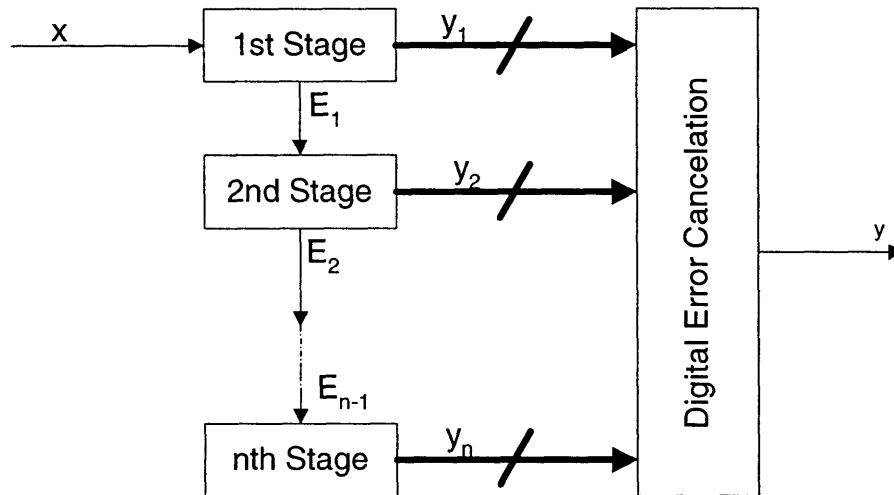 x
1st Stage
y₁
E₁
2nd Stage
y₂
E₂
Eₙ₋₁
nth Stage
yₙ
Digital Error Cancelation
y